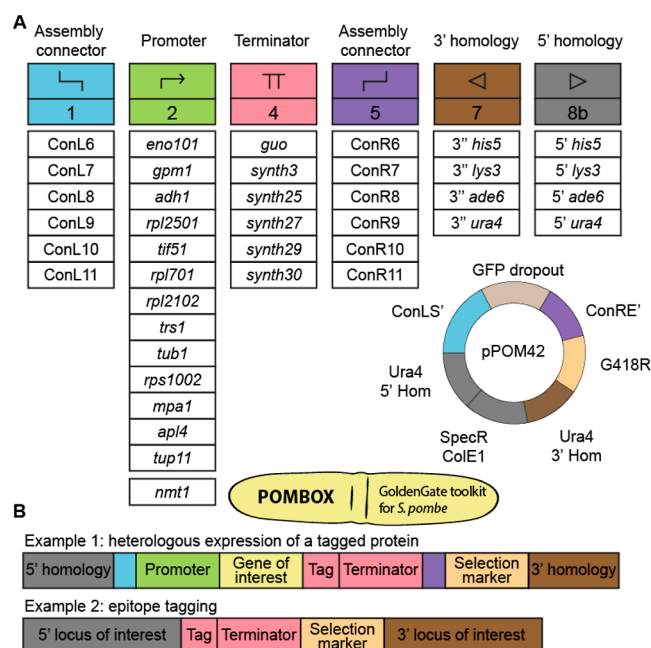 A
Assembly connector
Promoter
Terminator
Assembly connector
3' homology
5' homology
1
2
4
5
7
8b
ConL6
ConL7
ConL8
ConL9
ConL10
ConL11
eno101
gpm1
adh1
rpl2501
tif51
rpl701
rpl2102
trs1
tub1
rps1002
mpa1
apl4
tup11
nmt1
guo
synth3
synth25
synth27
synth29
synth30
ConR6
ConR7
ConR8
ConR9
ConR10
ConR11
3'' his5
3'' lys3
3'' ade6
3'' ura4
5' his5
5' lys3
5' ade6
5' ura4
GFP dropout
ConLS'
ConRE'
pPOM42
G418R
Ura4
5' Hom
SpecR
ColE1
Ura4
3' Hom
POMBOX
GoldenGate toolkit
for S. pombe
B
Example 1: heterologous expression of a tagged protein
5' homology
Promoter
Gene of
interest
Tag
Terminator
Selection
marker
3' homology
Example 2: epitope tagging
5' locus of interest
Tag
Terminator
Selection
marker
3' locus of interest